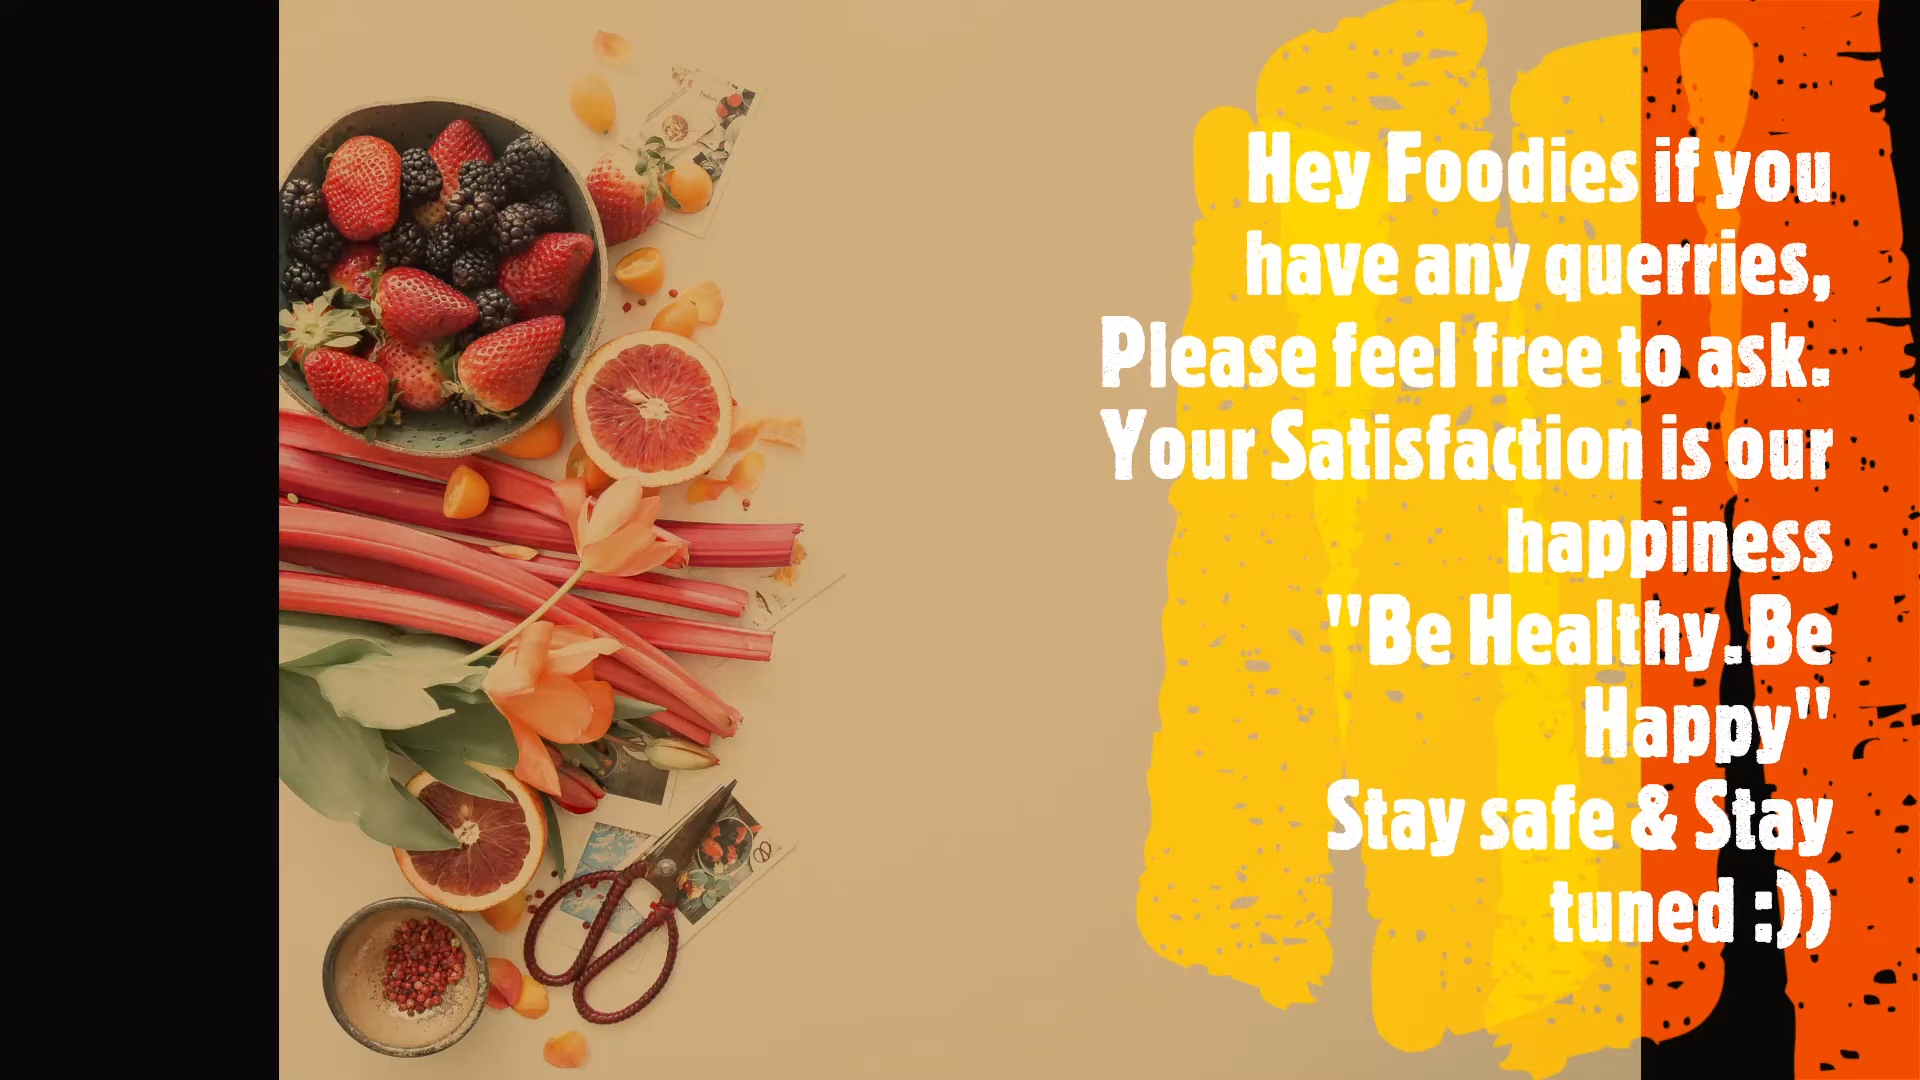 Hey Foodies if you
have any querries,
Please feel free to ask.
Your Satisfaction is our
happiness
"Be Healthy.Be
Happy"
Stay safe & Stay
tuned :))